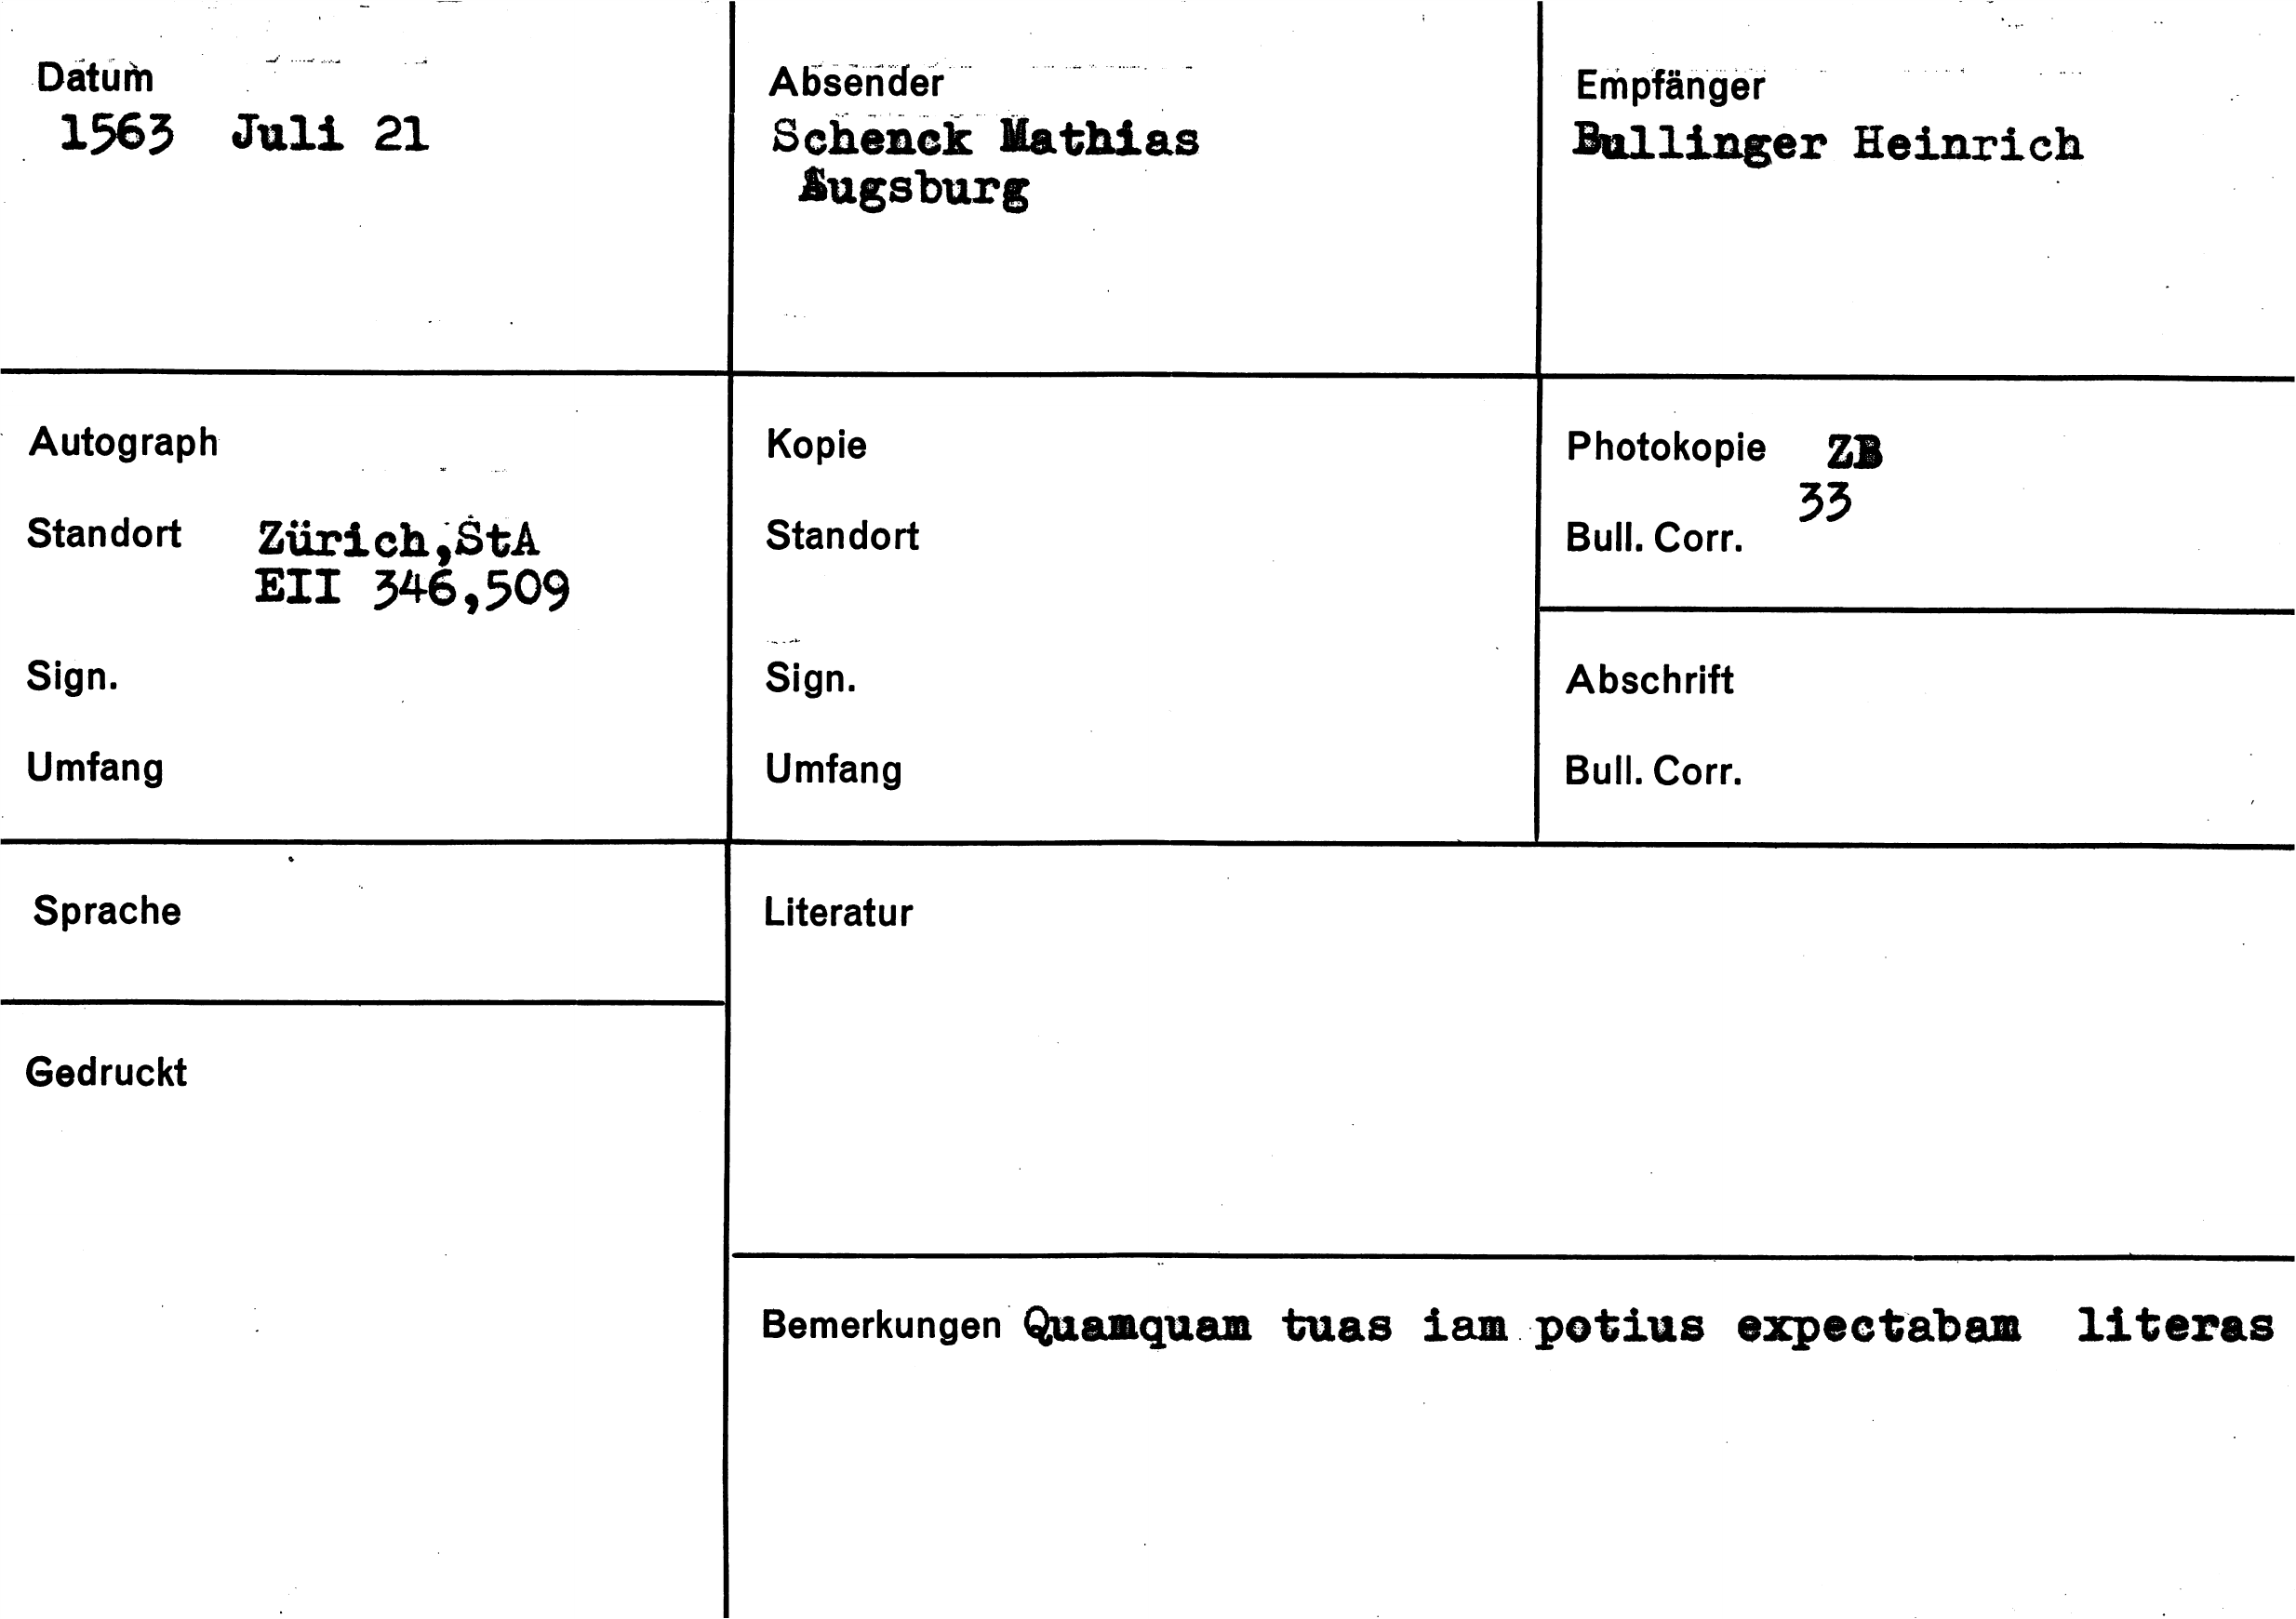 Datum
1563 Juli 21
Absender
Schenck Mathias
Augsburg
Empfänger
Bullinger Heinrich
Autograph
Standort Zürich, StA
EII 346,509
Sign.
Umfang
Kopie
Standort
Sign.
Umfang
Photokopie ZB
33
Bull. Corr.
Abschrift
Bull. Corr.
Sprache
Gedruckt
Literatur
Bemerkungen Quamquam tuas iam potius expectabam literas